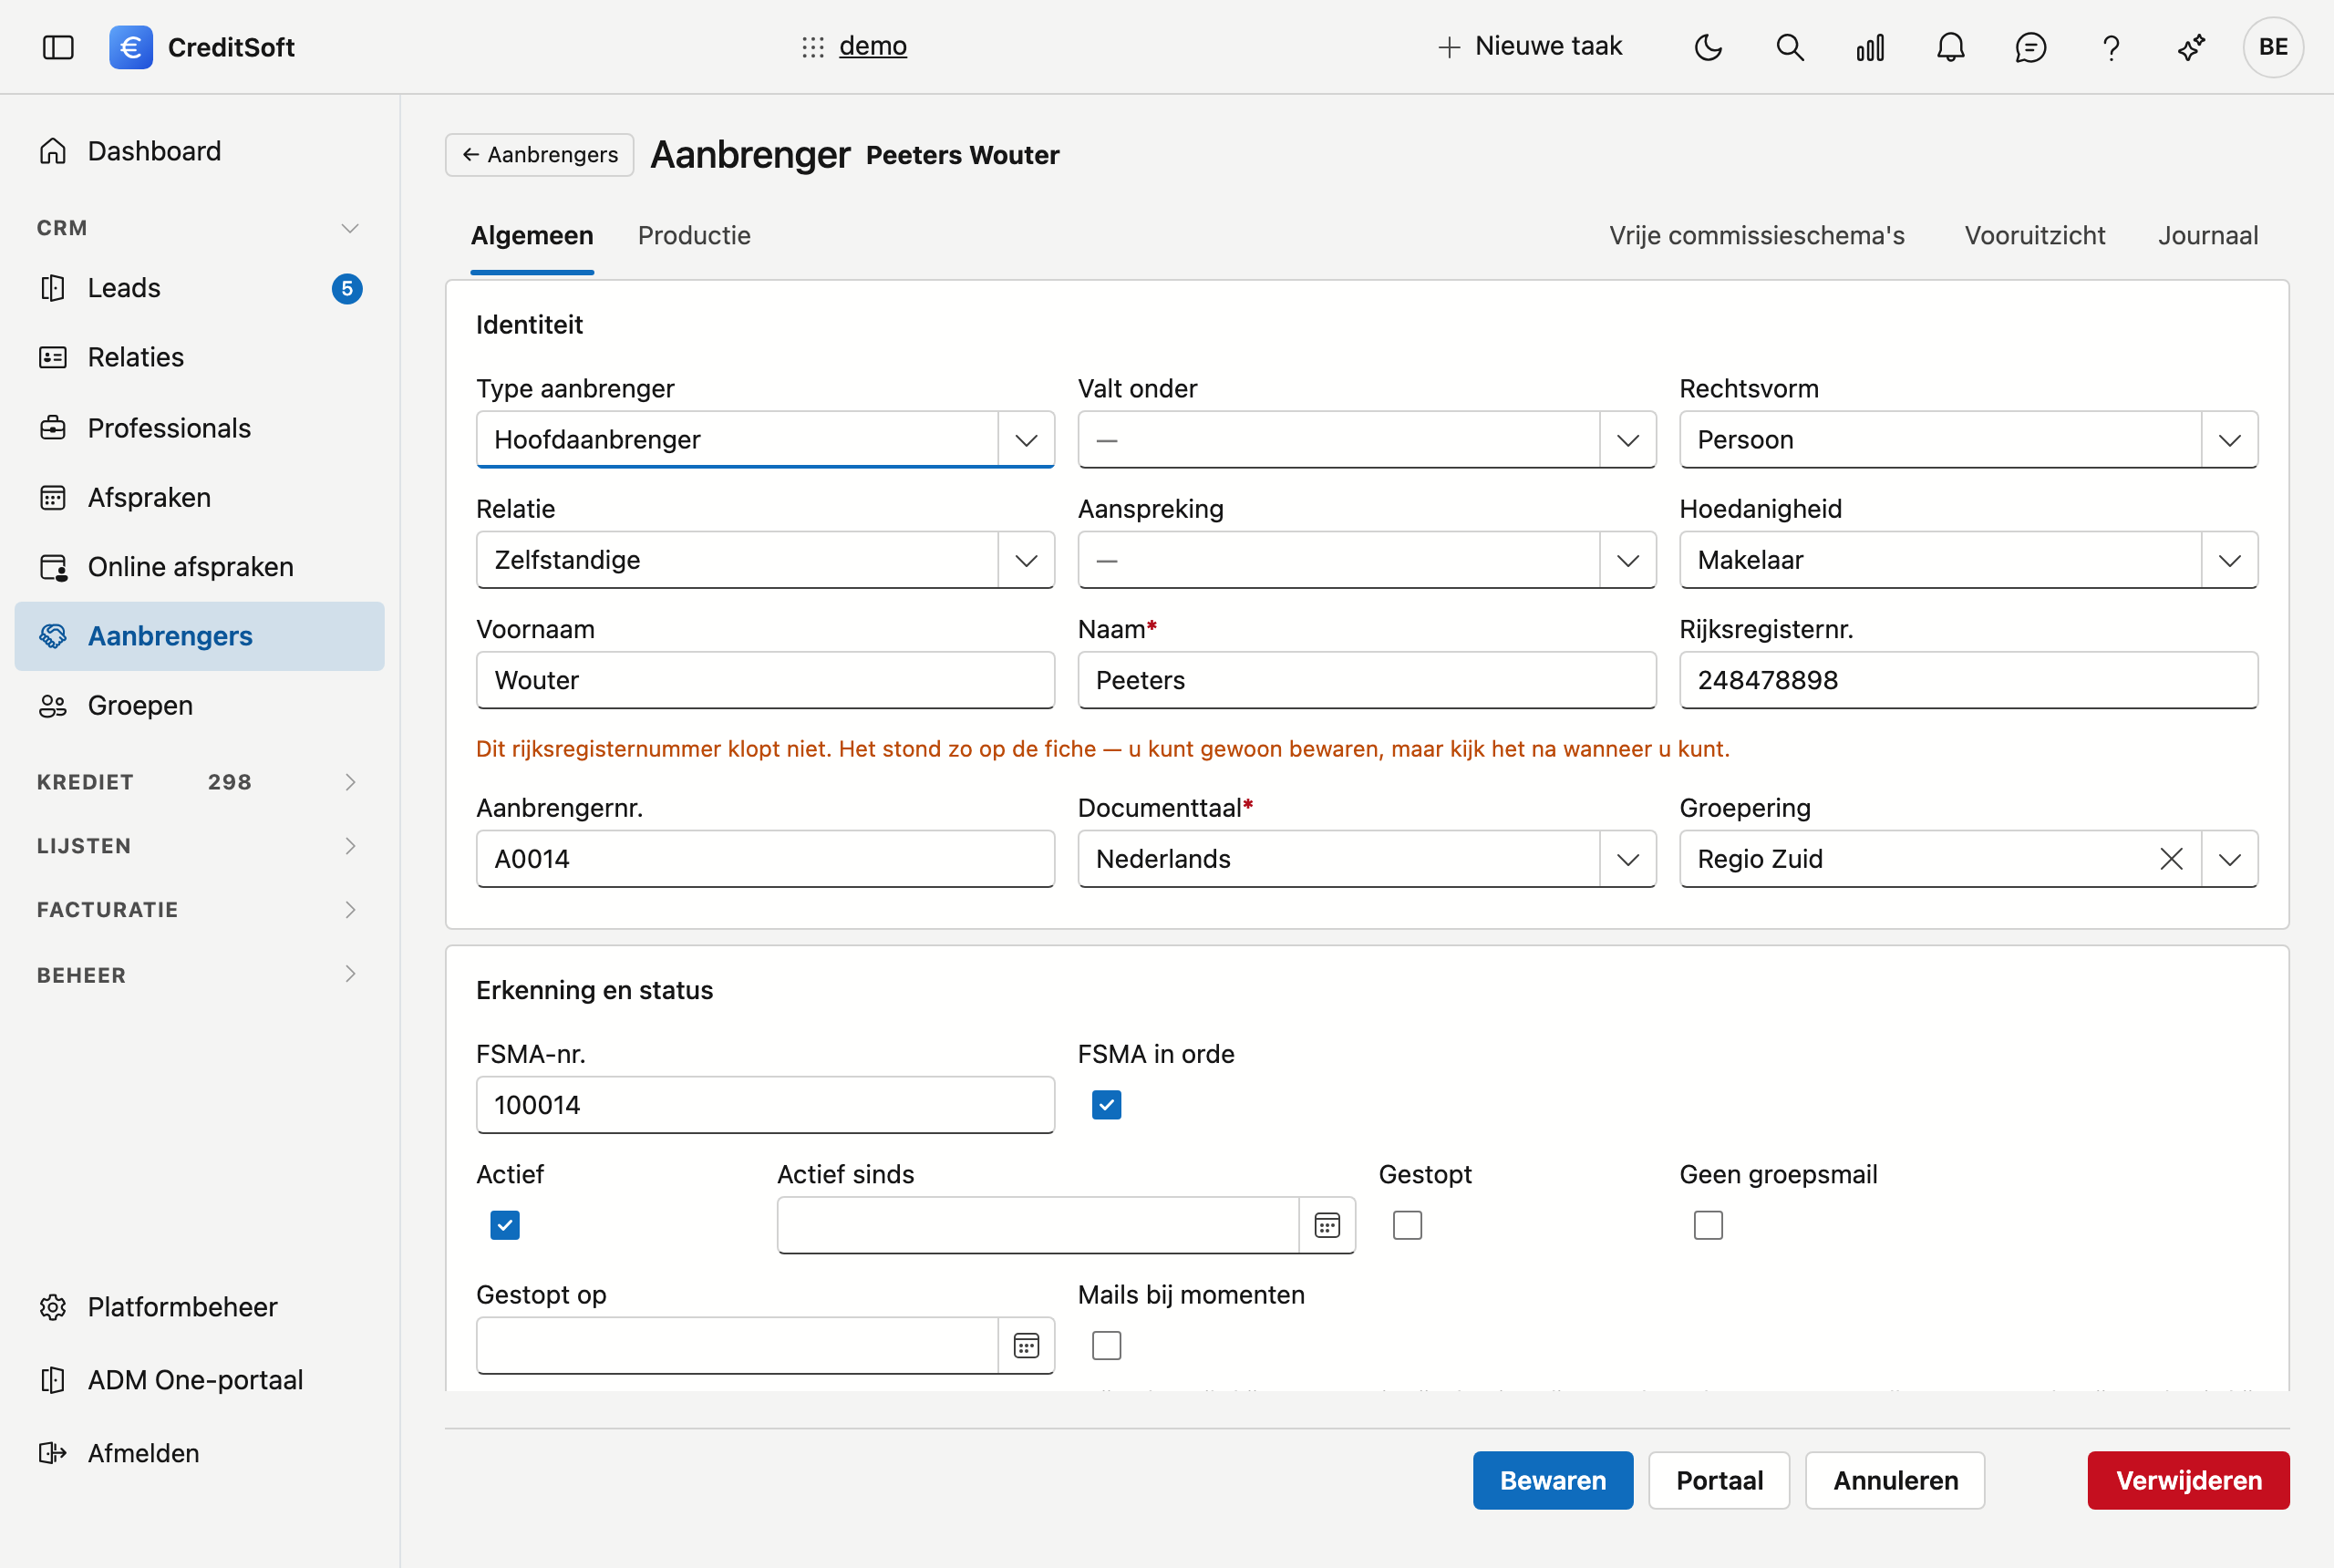 CreditSoft
demo
Nieuwe taak
BE
Dashboard
CRM
Leads 5
Relaties
Professionals
Afspraken
Online afspraken
Aanbrengers
Groepen
KREDIET 298
LIJSTEN
FACTURATIE
BEHEER
Platformbeheer
ADM One-portaal
Afmelden
← Aanbrengers Aanbrenger Peeters Wouter
Algemeen Productie Vrije commissieschema's Vooruitzicht Journaal
Identiteit
Type aanbrenger Valt onder Rechtsvorm
Hoofdaanbrenger — Persoon
Relatie Aanspreking Hoedanigheid
Zelfstandige — Makelaar
Voornaam Naam* Rijksregisternr.
Wouter Peeters 248478898
Dit rijksregisternummer klopt niet. Het stond zo op de fiche — u kunt gewoon bewaren, maar kijk het na wanneer u kunt.
Aanbrengernr. Documenttaal* Groepering
A0014 Nederlands Regio Zuid
Erkenning en status
FSMA-nr. FSMA in orde
100014
Actief Actief sinds Gestopt Geen groepsmail
Gestopt op Mails bij momenten
Bewaren Portaal Annuleren Verwijderen